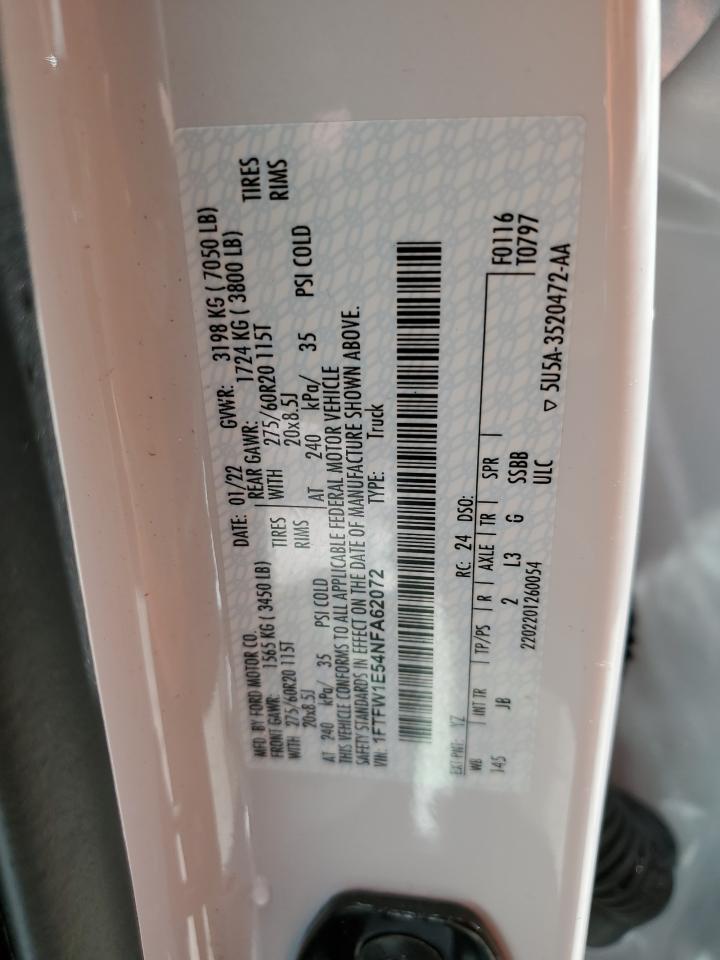 MFD. BY FORD MOTOR CO. DATE: 01/22 GVWR: 3198 KG ( 7050 LB)
FRONT GAWR: 1565 KG ( 3450 LB) REAR GAWR: 1724 KG ( 3800 LB)
WITH 275/60R20 115T TIRES WITH 275/60R20 115T TIRES
20x8.5J RIMS 20x8.5J RIMS
AT 240 kPa/ 35 PSI COLD AT 240 kPa/ 35 PSI COLD
THIS VEHICLE CONFORMS TO ALL APPLICABLE FEDERAL MOTOR VEHICLE
SAFETY STANDARDS IN EFFECT ON THE DATE OF MANUFACTURE SHOWN ABOVE.
VIN: 1FTFW1E54NFA62072 TYPE: Truck
EXT PNT: YZ RC: 24 DSO: F0116
WB INT TR TP/PS R AXLE TR SPR T0797
145 JB 2 L3 G SSBB
2202201260054 ULC ▽ 5U5A-3520472-AA